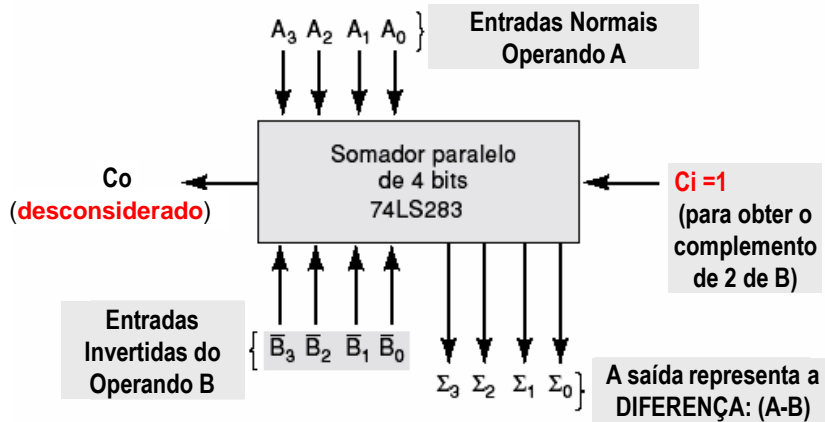 A₃ A₂ A₁ A₀
Entradas Normais
Operando A
Somador paralelo
de 4 bits
74LS283
Co
(desconsiderado)
Ci =1
(para obter o
complemento
de 2 de B)
Entradas
Invertidas do
Operando B
B̅₃ B̅₂ B̅₁ B̅₀
Σ₃ Σ₂ Σ₁ Σ₀
A saída representa a
DIFERENÇA: (A-B)